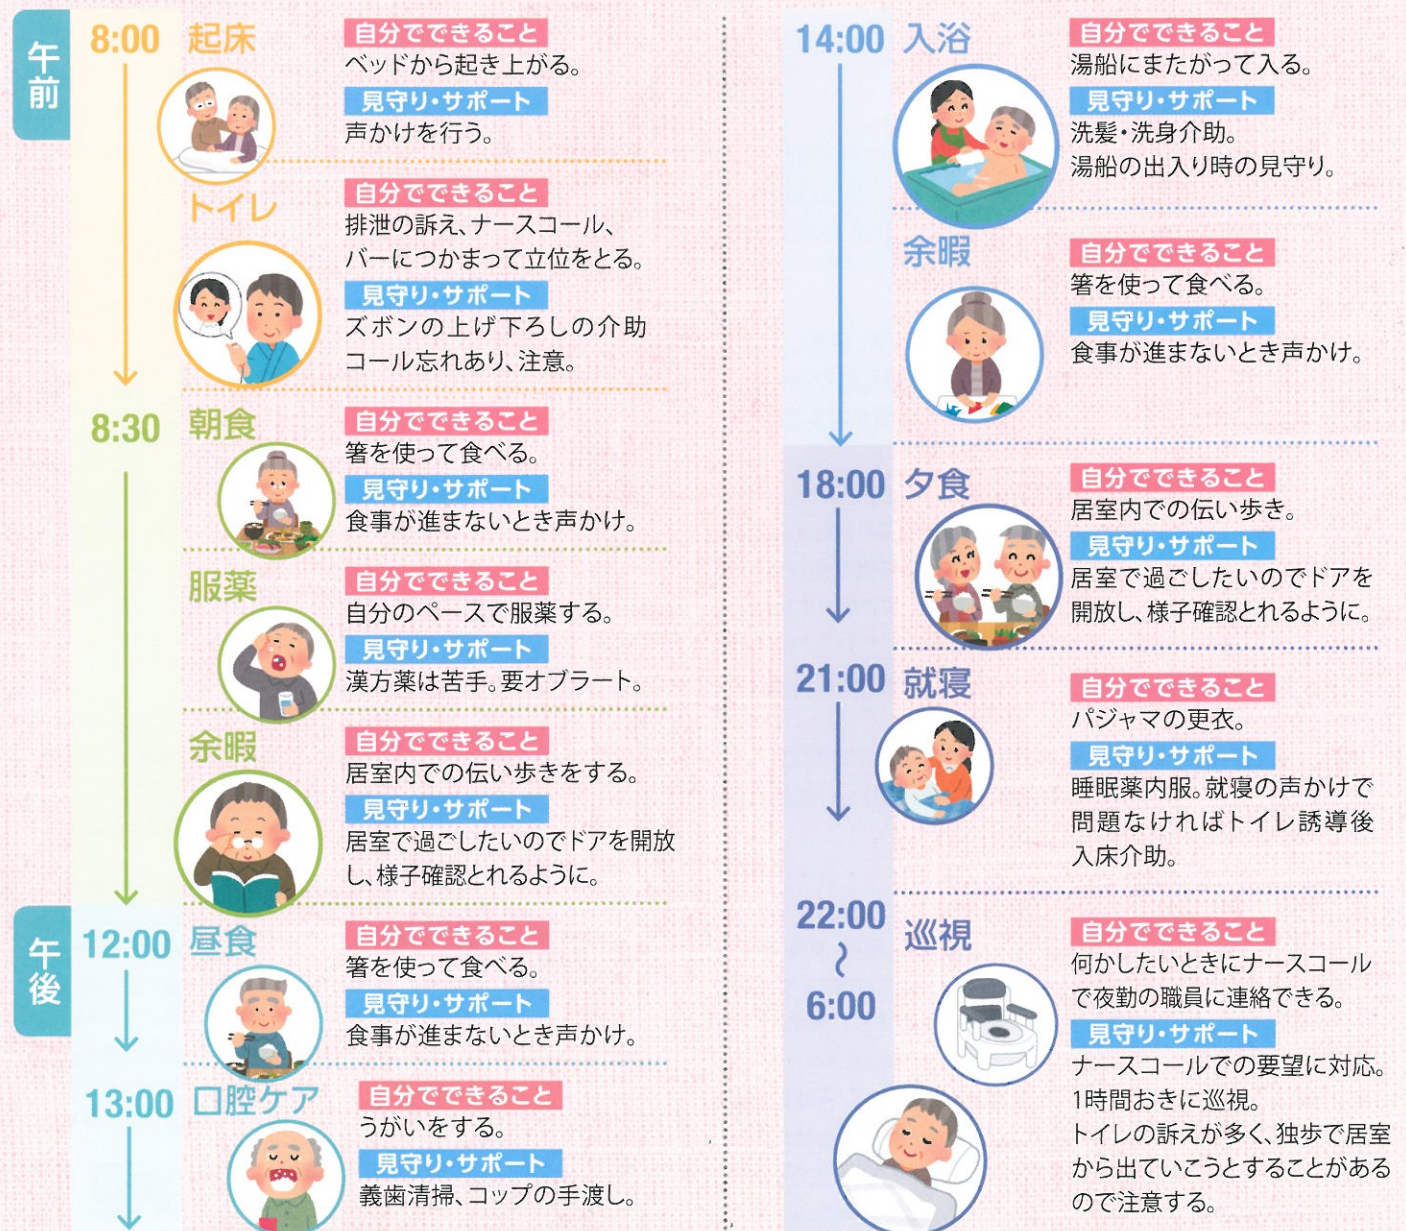 午前
8:00 起床
自分でできること
ベッドから起き上がる。
見守り・サポート
声かけを行う。
トイレ
自分でできること
排泄の訴え、ナースコール、
バーにつかまって立位をとる。
見守り・サポート
ズボンの上げ下ろしの介助
コール忘れあり、注意。
8:30 朝食
自分でできること
箸を使って食べる。
見守り・サポート
食事が進まないとき声かけ。
服薬
自分でできること
自分のペースで服薬する。
見守り・サポート
漢方薬は苦手。要オブラート。
余暇
自分でできること
居室内での伝い歩きをする。
見守り・サポート
居室で過ごしたいのでドアを開放
し、様子確認とれるように。
午後
12:00 昼食
自分でできること
箸を使って食べる。
見守り・サポート
食事が進まないとき声かけ。
13:00 口腔ケア
自分でできること
うがいをする。
見守り・サポート
義歯清掃、コップの手渡し。
14:00 入浴
自分でできること
湯船にまたがって入る。
見守り・サポート
洗髪・洗身介助。
湯船の出入り時の見守り。
余暇
自分でできること
箸を使って食べる。
見守り・サポート
食事が進まないとき声かけ。
18:00 夕食
自分でできること
居室内での伝い歩き。
見守り・サポート
居室で過ごしたいのでドアを
開放し、様子確認とれるように。
21:00 就寝
自分でできること
パジャマの更衣。
見守り・サポート
睡眠薬内服。就寝の声かけで
問題なければトイレ誘導後
入床介助。
22:00
〜
6:00
巡視
自分でできること
何かしたいときにナースコール
で夜勤の職員に連絡できる。
見守り・サポート
ナースコールでの要望に対応。
1時間おきに巡視。
トイレの訴えが多く、独歩で居室
から出ていこうとすることがある
ので注意する。